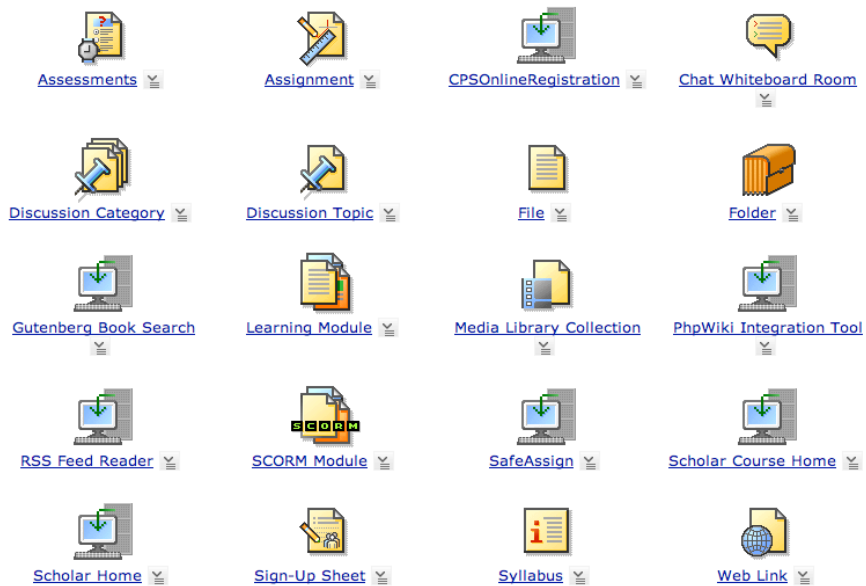 Assessments
Assignment
CPSOnlineRegistration
Chat Whiteboard Room
Discussion Category
Discussion Topic
File
Folder
Gutenberg Book Search
Learning Module
Media Library Collection
PhpWiki Integration Tool
RSS Feed Reader
SCORM
SCORM Module
SafeAssign
Scholar Course Home
Scholar Home
Sign-Up Sheet
Syllabus
Web Link